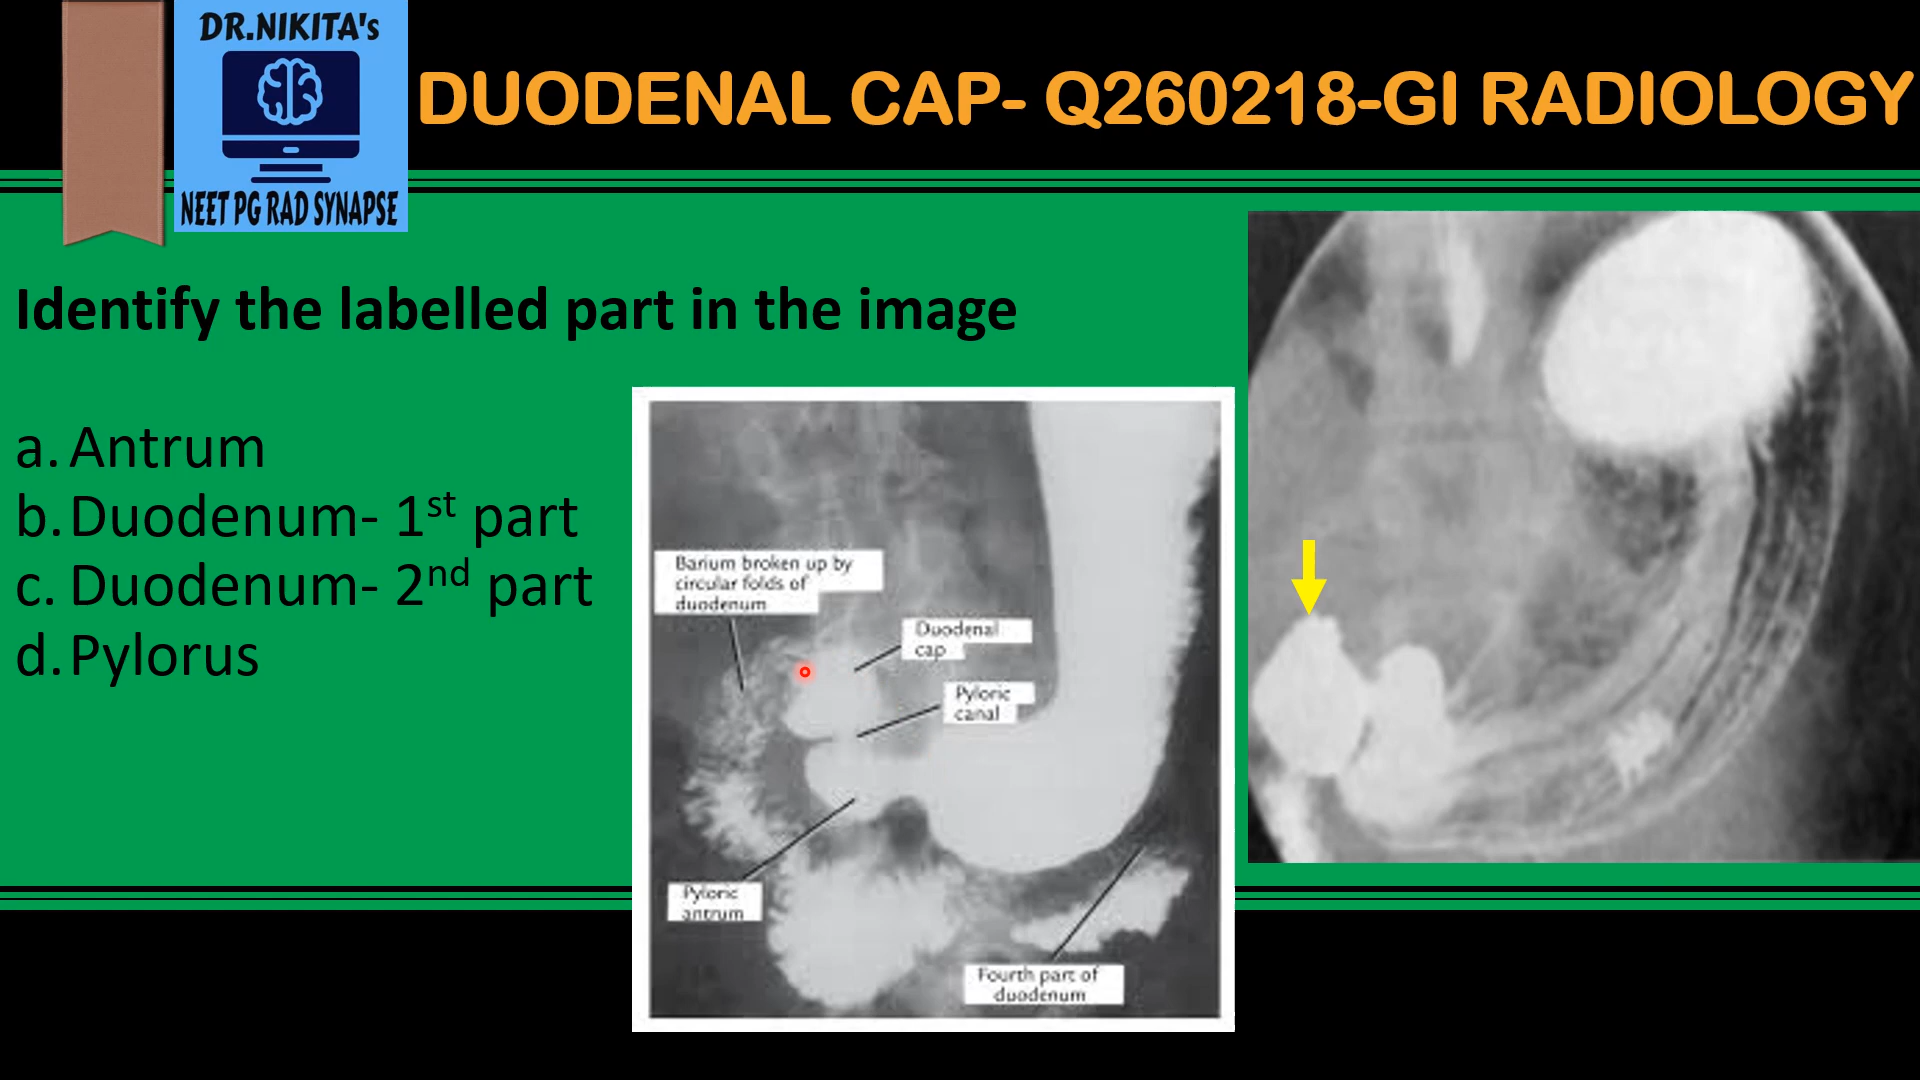 DR.NIKITA's
NEET PG RAD SYNAPSE
DUODENAL CAP- Q260218-GI RADIOLOGY
Identify the labelled part in the image
a. Antrum
b. Duodenum- 1st part
c. Duodenum- 2nd part
d. Pylorus
Barium broken up by
circular folds of
duodenum
Duodenal
cap
Pyloric
canal
Pyloric
antrum
Fourth part of
duodenum